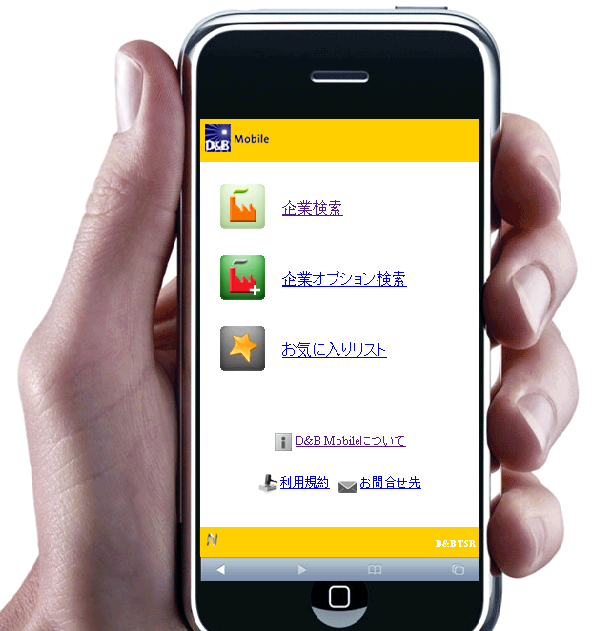 D&B Mobile
企業検索
企業オプション検索
お気に入りリスト
D&B Mobileについて
利用規約 お問合せ先
N
D&B TSR